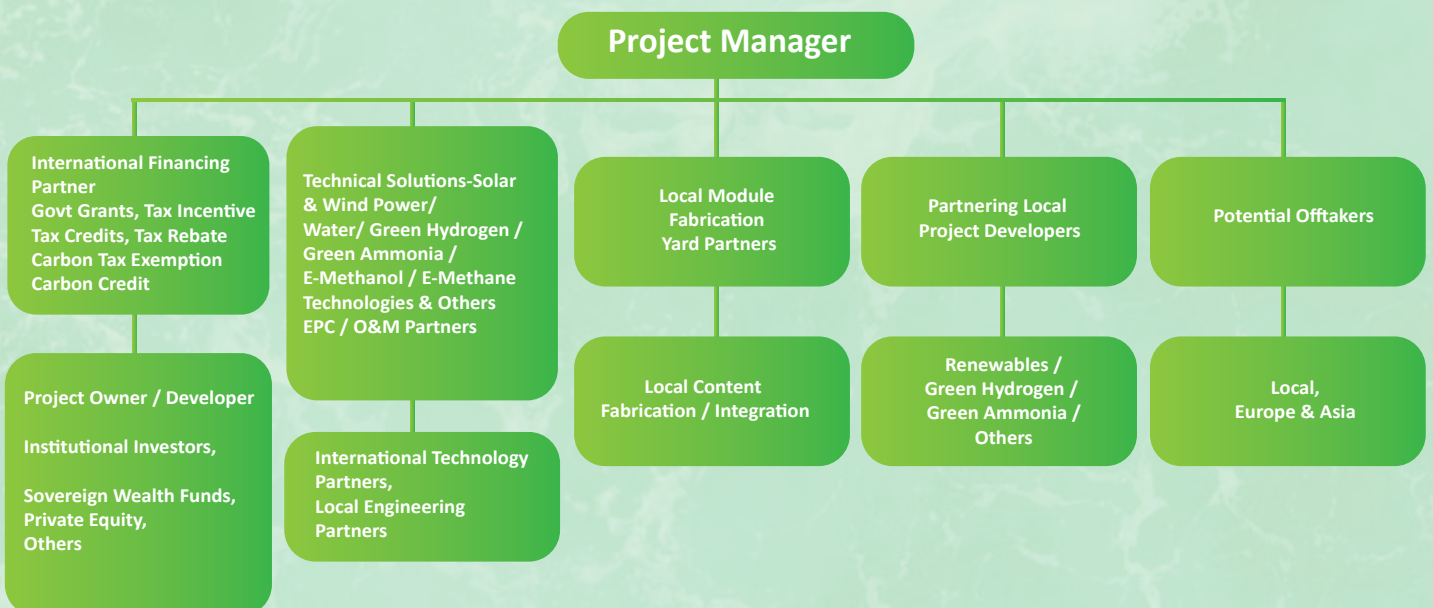 Project Manager
International Financing
Partner
Govt Grants, Tax Incentive
Tax Credits, Tax Rebate
Carbon Tax Exemption
Carbon Credit
Project Owner / Developer
Institutional Investors,
Sovereign Wealth Funds,
Private Equity,
Others
Technical Solutions-Solar
& Wind Power/
Water/ Green Hydrogen /
Green Ammonia /
E-Methanol / E-Methane
Technologies & Others
EPC / O&M Partners
International Technology
Partners,
Local Engineering
Partners
Local Module
Fabrication
Yard Partners
Local Content
Fabrication / Integration
Partnering Local
Project Developers
Renewables /
Green Hydrogen /
Green Ammonia /
Others
Potential Offtakers
Local,
Europe & Asia